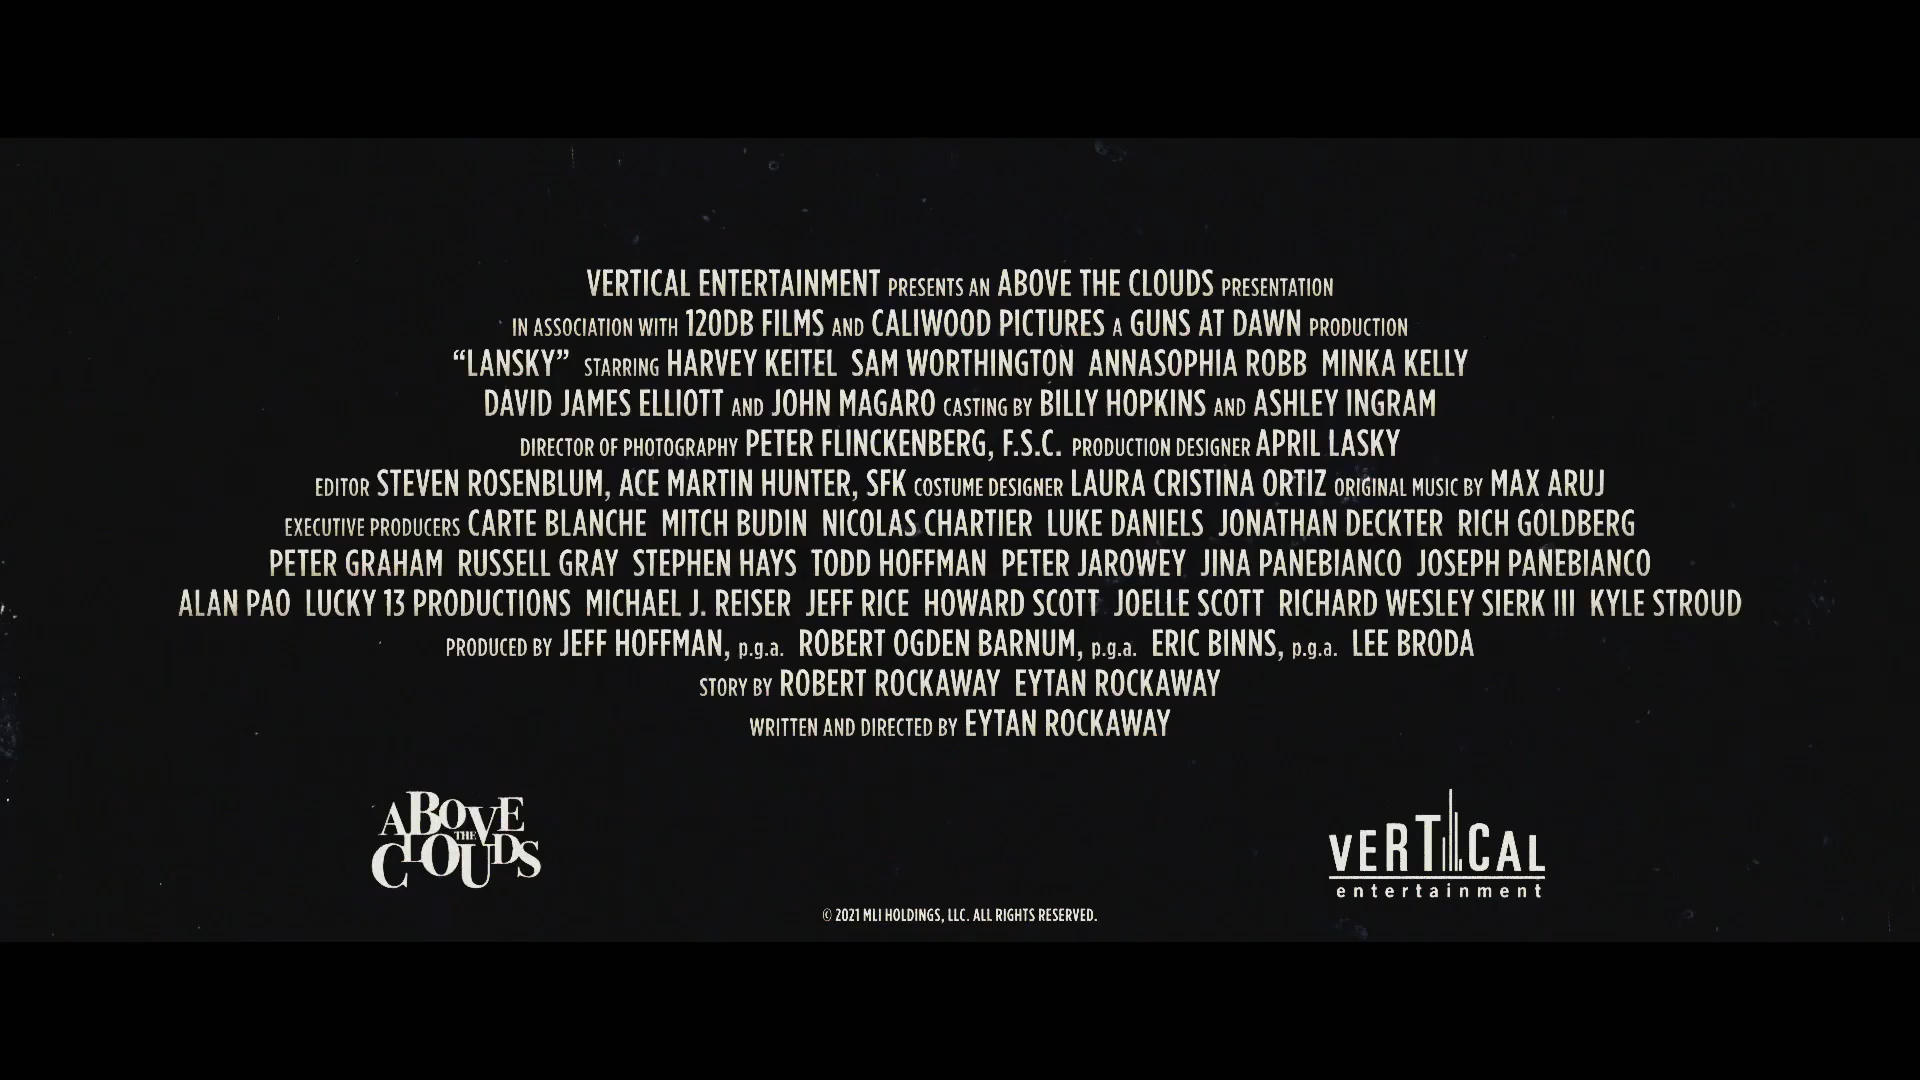 VERTICAL ENTERTAINMENT PRESENTS AN ABOVE THE CLOUDS PRESENTATION
IN ASSOCIATION WITH 120DB FILMS AND CALIWOOD PICTURES A GUNS AT DAWN PRODUCTION
“LANSKY” STARRING HARVEY KEITEL SAM WORTHINGTON ANNASOPHIA ROBB MINKA KELLY
DAVID JAMES ELLIOTT AND JOHN MAGARO CASTING BY BILLY HOPKINS AND ASHLEY INGRAM
DIRECTOR OF PHOTOGRAPHY PETER FLINCKENBERG, F.S.C. PRODUCTION DESIGNER APRIL LASKY
EDITOR STEVEN ROSENBLUM, ACE MARTIN HUNTER, SFK COSTUME DESIGNER LAURA CRISTINA ORTIZ ORIGINAL MUSIC BY MAX ARUJ
EXECUTIVE PRODUCERS CARTE BLANCHE MITCH BUDIN NICOLAS CHARTIER LUKE DANIELS JONATHAN DECKTER RICH GOLDBERG
PETER GRAHAM RUSSELL GRAY STEPHEN HAYS TODD HOFFMAN PETER JAROWEY JINA PANEBIANCO JOSEPH PANEBIANCO
ALAN PAO LUCKY 13 PRODUCTIONS MICHAEL J. REISER JEFF RICE HOWARD SCOTT JOELLE SCOTT RICHARD WESLEY SIERK III KYLE STROUD
PRODUCED BY JEFF HOFFMAN, p.g.a. ROBERT OGDEN BARNUM, p.g.a. ERIC BINNS, p.g.a. LEE BRODA
STORY BY ROBERT ROCKAWAY EYTAN ROCKAWAY
WRITTEN AND DIRECTED BY EYTAN ROCKAWAY
ABOVE
THE
CLOUDS
VERTICAL
entertainment
© 2021 MLI HOLDINGS, LLC. ALL RIGHTS RESERVED.